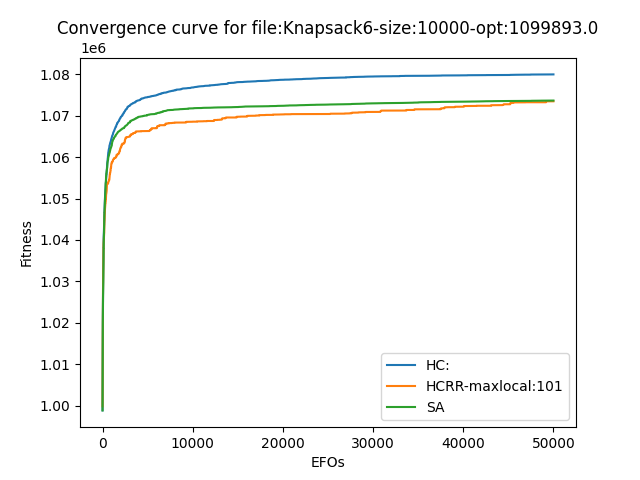 Convergence curve for file:Knapsack6-size:10000-opt:1099893.0
1e6
1.08
1.07
1.06
1.05
1.04
1.03
1.02
1.01
1.00
Fitness
0 10000 20000 30000 40000 50000
EFOs
HC:
HCRR-maxlocal:101
SA